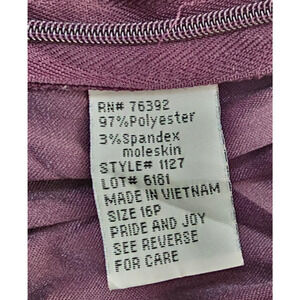 RN# 76392
97%Polyester
3%Spandex
moleskin
STYLE# 1127
LOT# 6181
MADE IN VIETNAM
SIZE 16P
PRIDE AND JOY
SEE REVERSE
FOR CARE